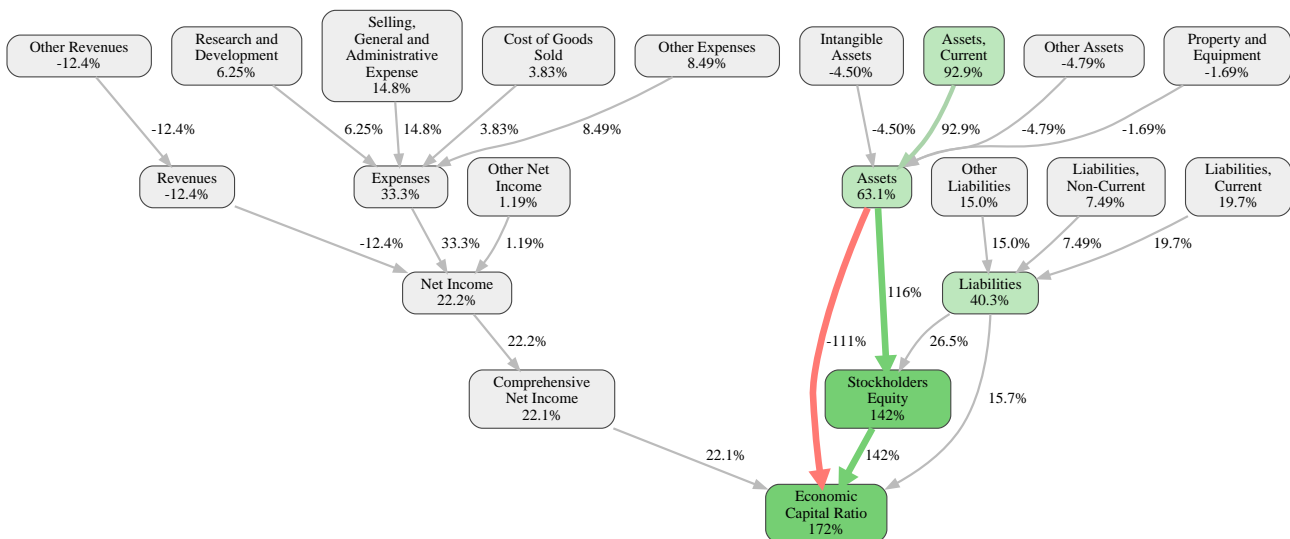 Other Revenues
-12.4%
Research and
Development
6.25%
Selling,
General and
Administrative
Expense
14.8%
Cost of Goods
Sold
3.83%
Other Expenses
8.49%
Intangible
Assets
-4.50%
Assets,
Current
92.9%
Other Assets
-4.79%
Property and
Equipment
-1.69%
-12.4%
6.25%
14.8%
3.83%
8.49%
-4.50%
92.9%
-4.79%
-1.69%
Revenues
-12.4%
Expenses
33.3%
Other Net
Income
1.19%
Assets
63.1%
Other
Liabilities
15.0%
Liabilities,
Non-Current
7.49%
Liabilities,
Current
19.7%
-12.4%
33.3%
1.19%
15.0%
7.49%
19.7%
Net Income
22.2%
Liabilities
40.3%
116%
22.2%
-111%
26.5%
Comprehensive
Net Income
22.1%
Stockholders
Equity
142%
15.7%
22.1%
142%
Economic
Capital Ratio
172%